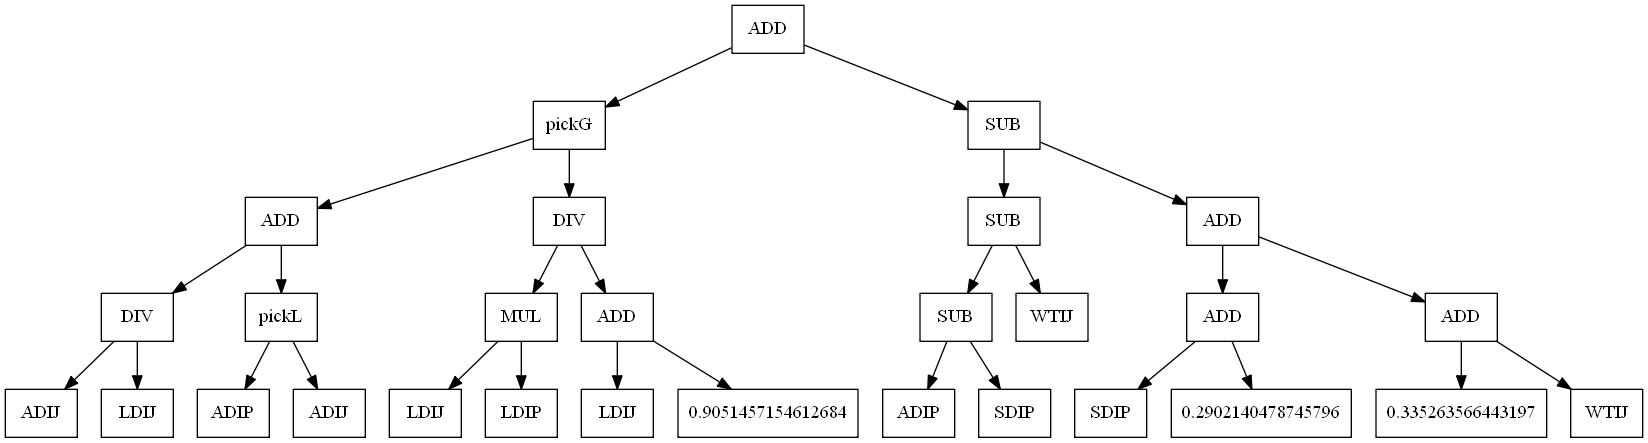 ADD
pickG
SUB
ADD
DIV
SUB
ADD
DIV
pickL
MUL
ADD
SUB
WTIJ
ADD
ADD
ADIJ
LDIJ
ADIP
ADIJ
LDIJ
LDIP
LDIJ
0.9051457154612684
ADIP
SDIP
SDIP
0.2902140478745796
0.335263566443197
WTIJ